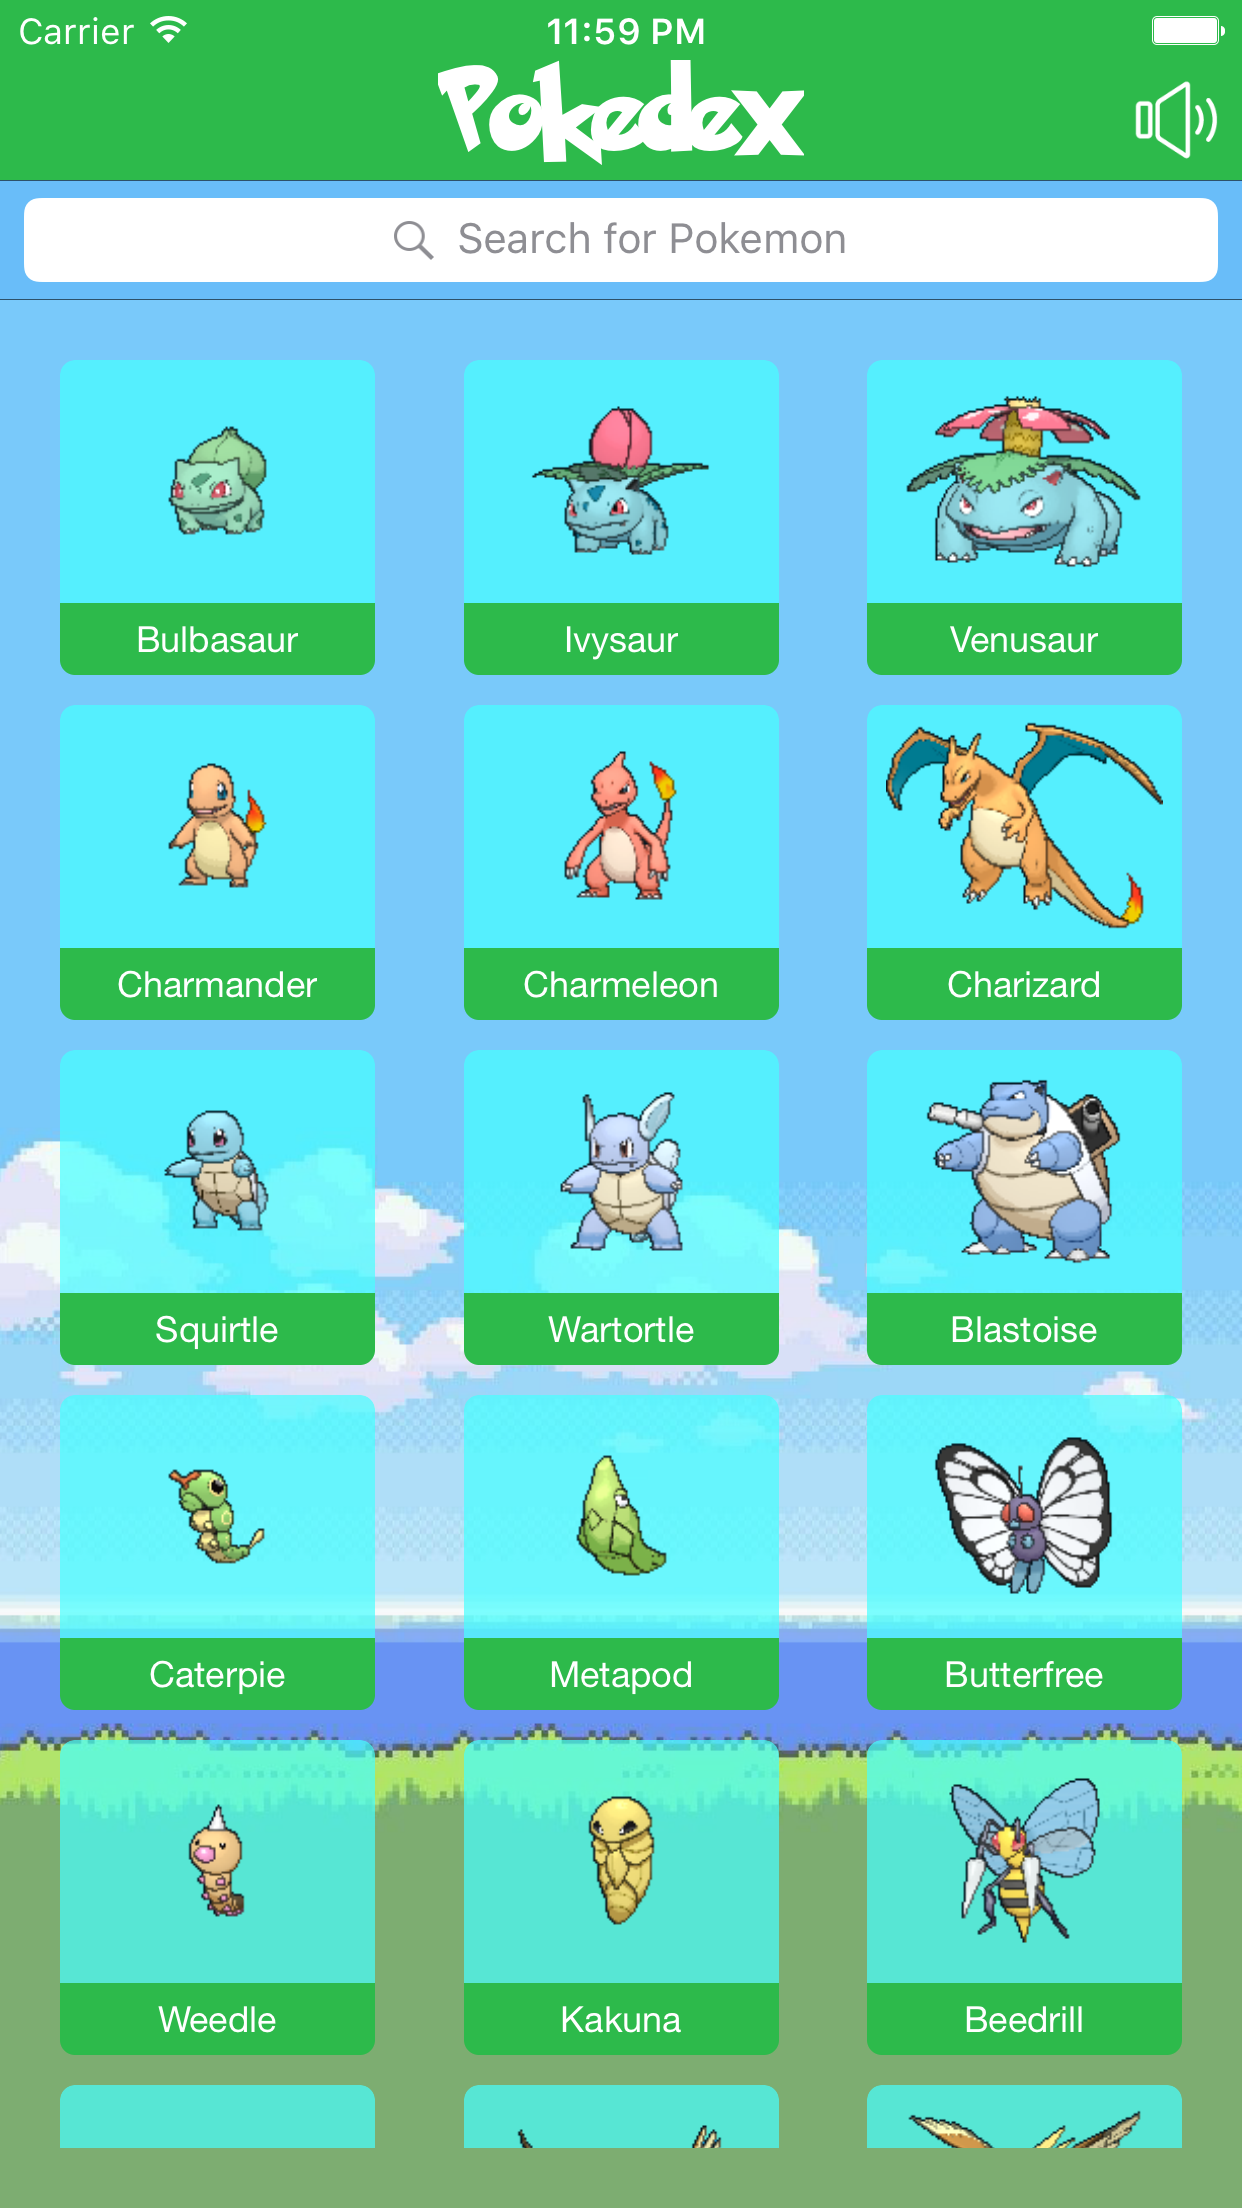 Carrier 11:59 PM
Pokedex
Search for Pokemon
Bulbasaur Ivysaur Venusaur
Charmander Charmeleon Charizard
Squirtle Wartortle Blastoise
Caterpie Metapod Butterfree
Weedle Kakuna Beedrill